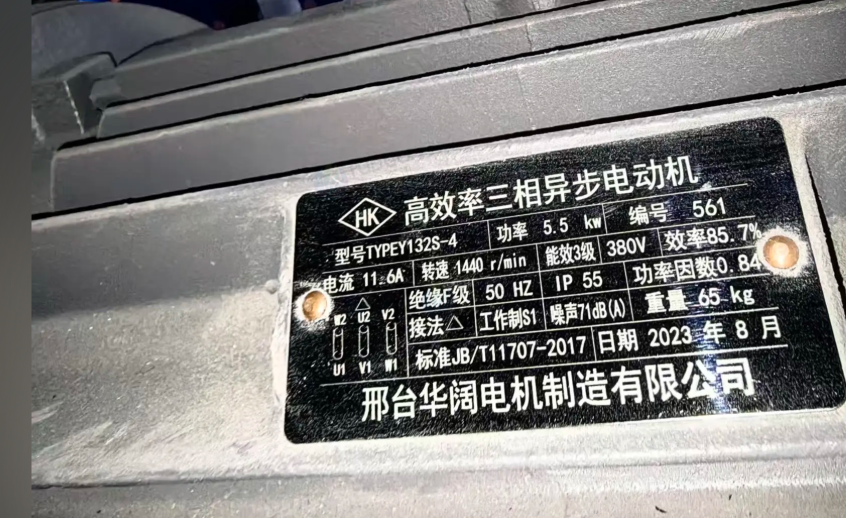 HK 高效率三相异步电动机
型号TYPEY132S-4 功率 5.5 kw 编号 561
电流 11.6A 转速 1440 r/min 能效3级 380V 效率85.7%
绝缘F级 50 HZ IP 55 功率因数0.84
W2 U2 V2
接法△ 工作制S1 噪声71dB(A) 重量 65 kg
U1 V1 W1
标准JB/T11707-2017 日期 2023 年 8 月
邢台华阔电机制造有限公司